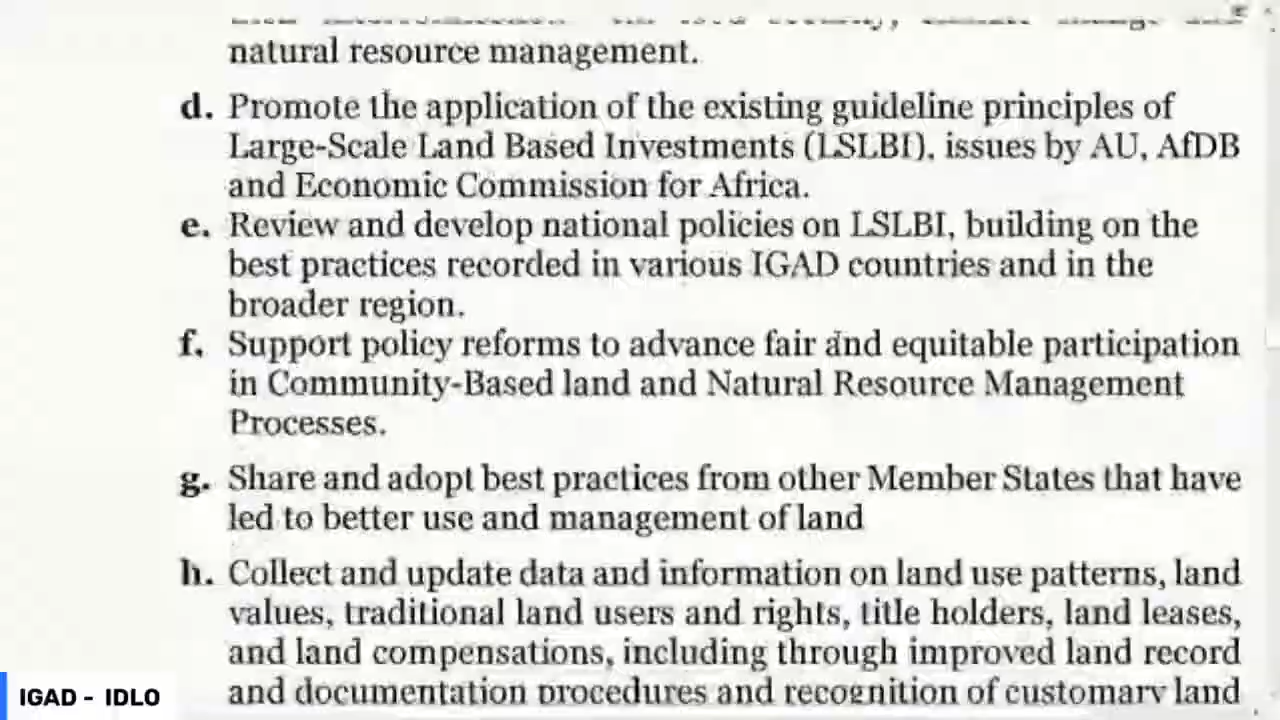 natural resource management.
d. Promote the application of the existing guideline principles of
Large-Scale Land Based Investments (LSLBI), issues by AU, AfDB
and Economic Commission for Africa.
e. Review and develop national policies on LSLBI, building on the
best practices recorded in various IGAD countries and in the
broader region.
f. Support policy reforms to advance fair and equitable participation
in Community-Based land and Natural Resource Management
Processes.
g. Share and adopt best practices from other Member States that have
led to better use and management of land
h. Collect and update data and information on land use patterns, land
values, traditional land users and rights, title holders, land leases,
and land compensations, including through improved land record
and documentation procedures and recognition of customary land
IGAD - IDLO